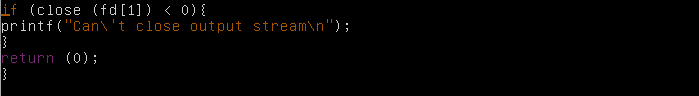 if (close (fd[1]) < 0){
printf("Can\'t close output stream\n");
}
return (0);
}